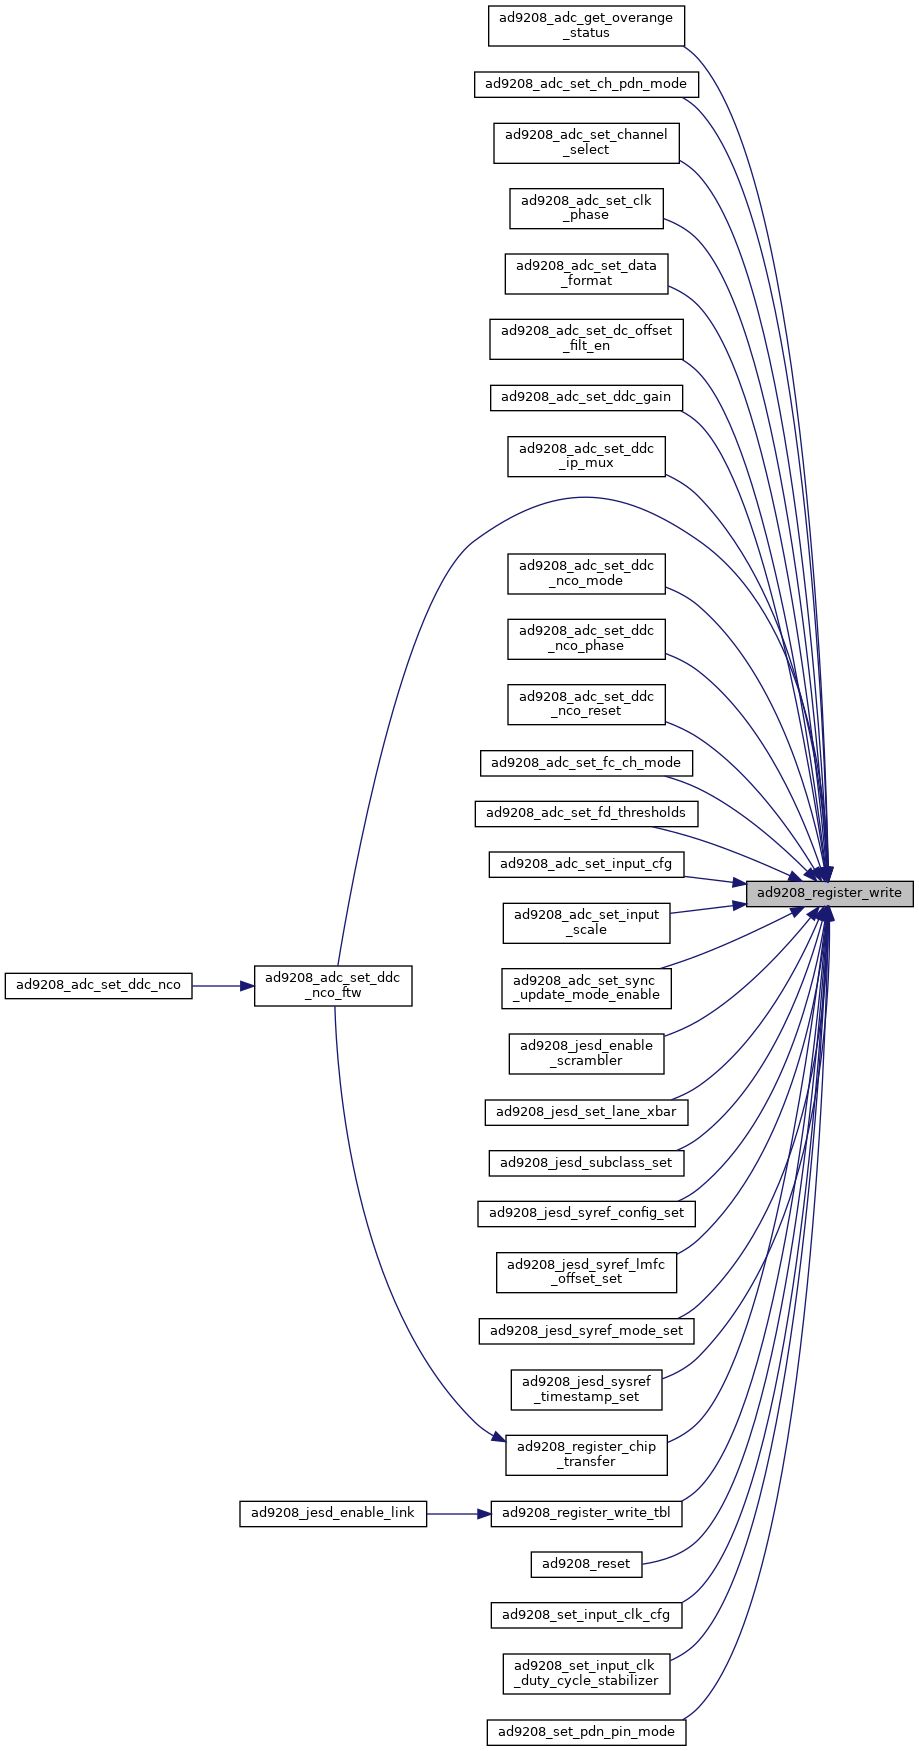 ad9208_adc_get_overange
_status
ad9208_adc_set_ch_pdn_mode
ad9208_adc_set_channel
_select
ad9208_adc_set_clk
_phase
ad9208_adc_set_data
_format
ad9208_adc_set_dc_offset
_filt_en
ad9208_adc_set_ddc_gain
ad9208_adc_set_ddc
_ip_mux
ad9208_adc_set_ddc
_nco_mode
ad9208_adc_set_ddc
_nco_phase
ad9208_adc_set_ddc
_nco_reset
ad9208_adc_set_fc_ch_mode
ad9208_adc_set_fd_thresholds
ad9208_adc_set_input_cfg
ad9208_register_write
ad9208_adc_set_input
_scale
ad9208_adc_set_ddc_nco
ad9208_adc_set_ddc
_nco_ftw
ad9208_adc_set_sync
_update_mode_enable
ad9208_jesd_enable
_scrambler
ad9208_jesd_set_lane_xbar
ad9208_jesd_subclass_set
ad9208_jesd_syref_config_set
ad9208_jesd_syref_lmfc
_offset_set
ad9208_jesd_syref_mode_set
ad9208_jesd_sysref
_timestamp_set
ad9208_register_chip
_transfer
ad9208_jesd_enable_link
ad9208_register_write_tbl
ad9208_reset
ad9208_set_input_clk_cfg
ad9208_set_input_clk
_duty_cycle_stabilizer
ad9208_set_pdn_pin_mode